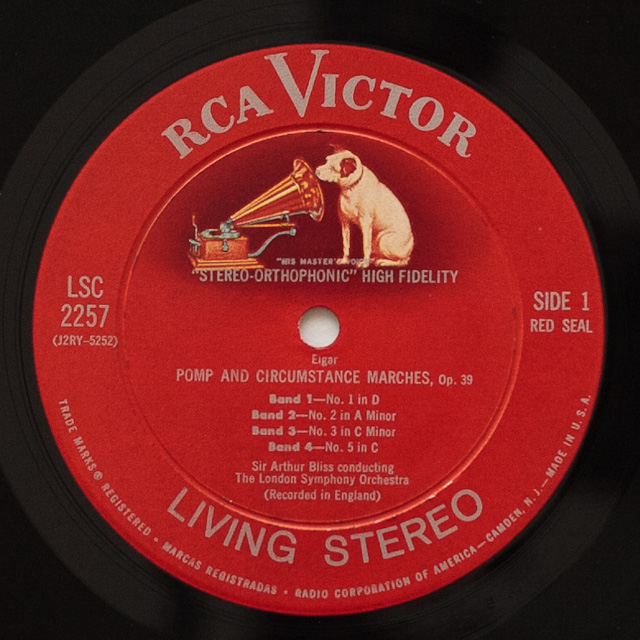 RCA VICTOR
"HIS MASTER'S VOICE"
"STEREO-ORTHOPHONIC" HIGH FIDELITY
LSC
2257
(J2RY-5252)
SIDE 1
RED SEAL
Elgar
POMP AND CIRCUMSTANCE MARCHES, Op. 39
Band 1—No. 1 in D
Band 2—No. 2 in A Minor
Band 3—No. 3 in C Minor
Band 4—No. 5 in C
Sir Arthur Bliss conducting
The London Symphony Orchestra
(Recorded in England)
LIVING STEREO
TRADE MARKS ® REGISTERED • MARCAS REGISTRADAS • RADIO CORPORATION OF AMERICA—CAMDEN, N. J.—MADE IN U. S. A.